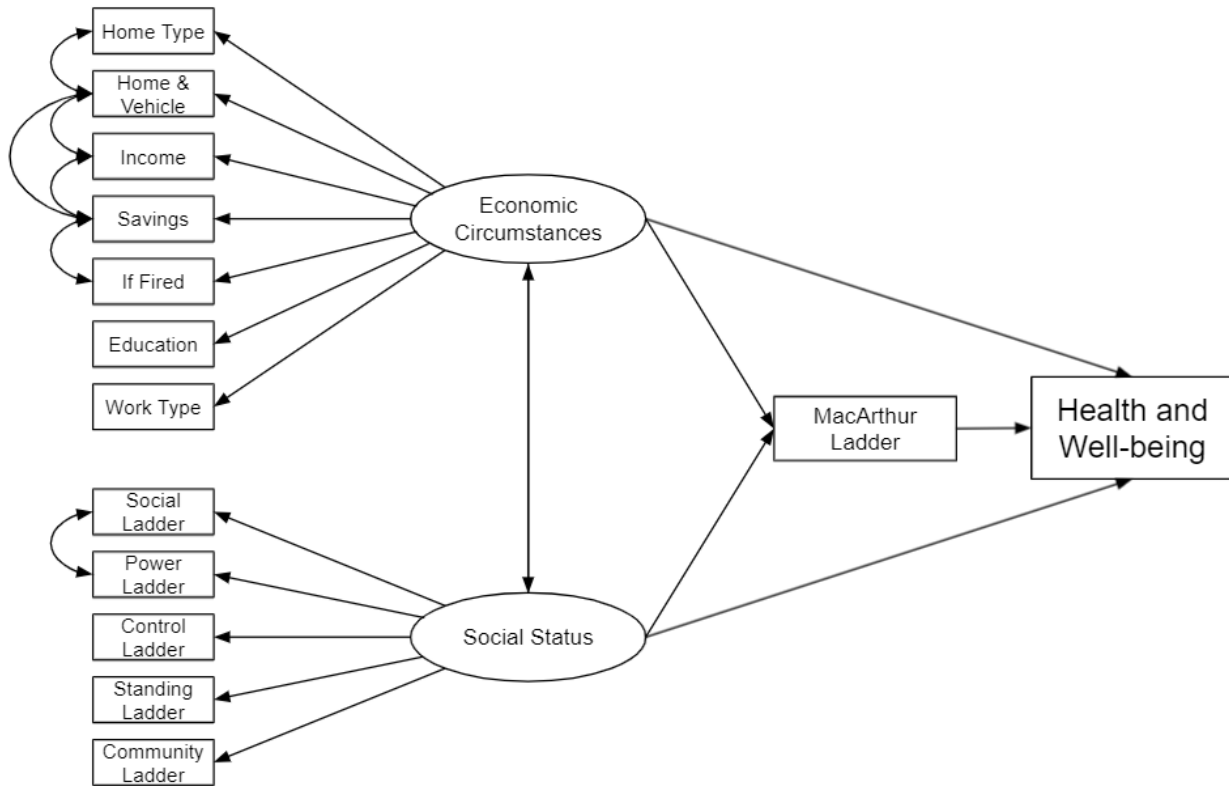 Home Type
Home &
Vehicle
Income
Savings
If Fired
Education
Work Type
Economic
Circumstances
MacArthur
Ladder
Health and
Well-being
Social
Ladder
Power
Ladder
Control
Ladder
Standing
Ladder
Community
Ladder
Social Status